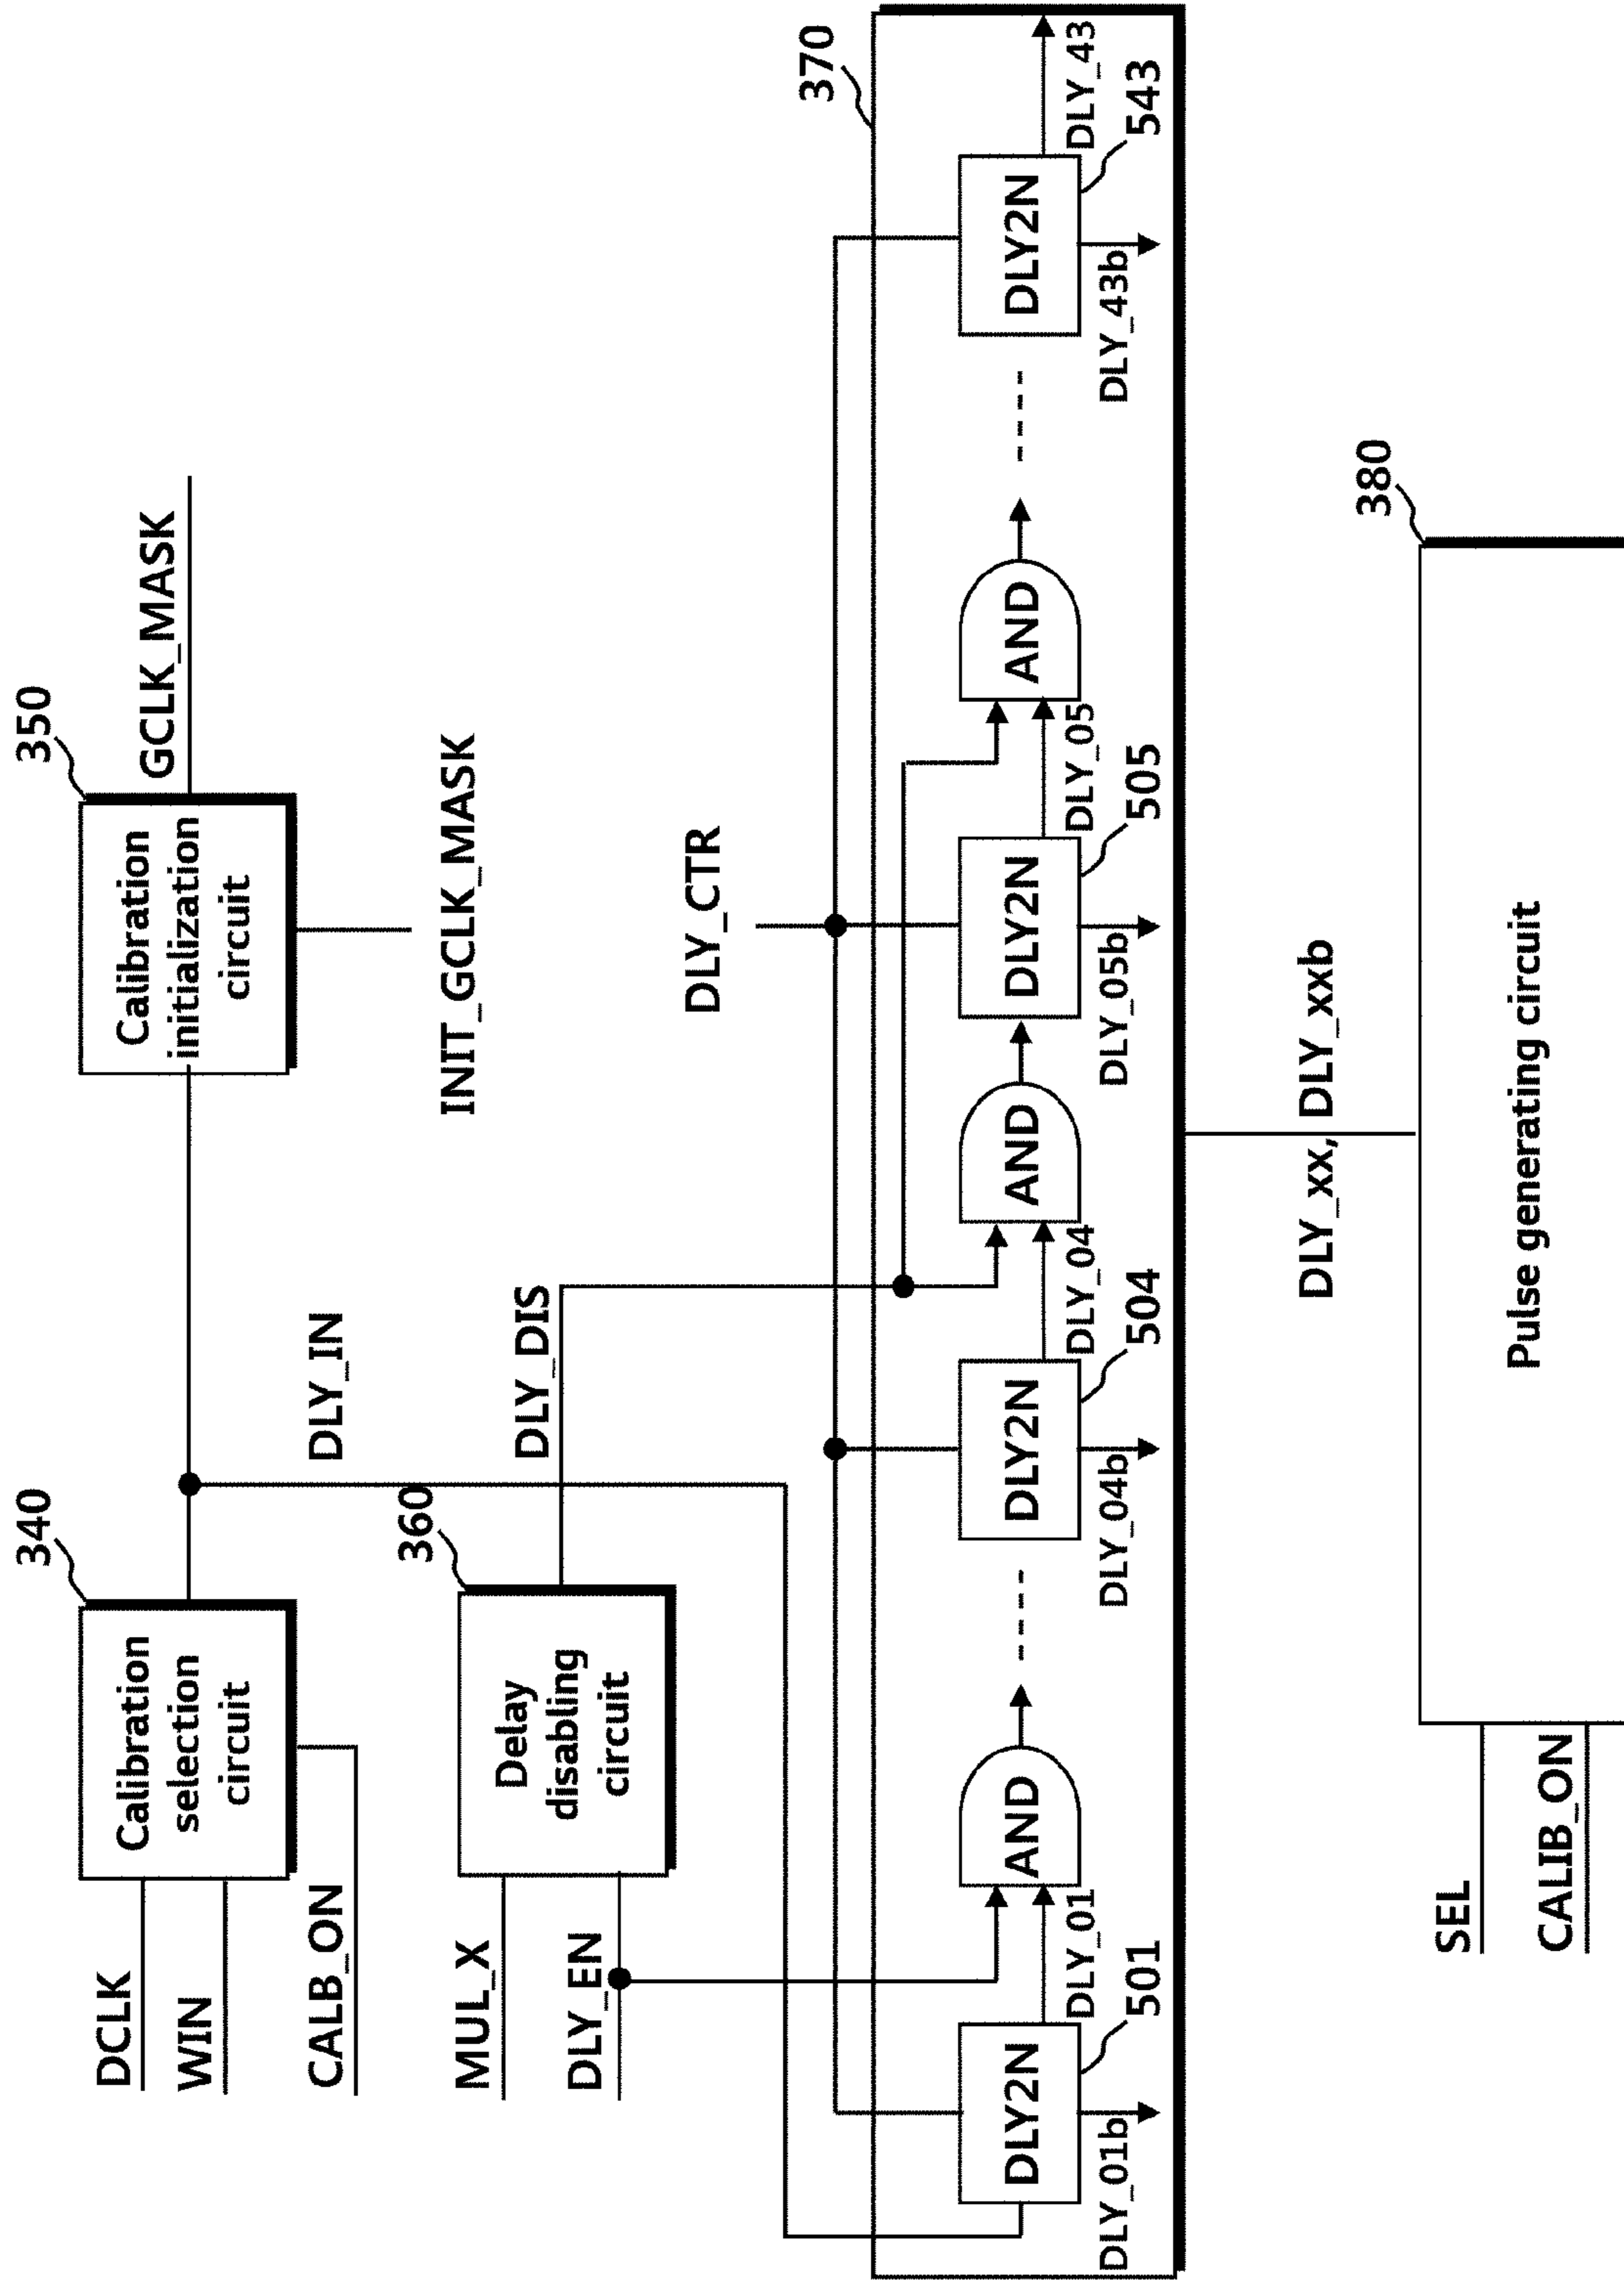 340
Calibration
selection
circuit
DCLK
WIN
CALB_ON
350
Calibration
initialization
circuit
GCLK_MASK
INIT_GCLK_MASK
DLY_IN
360
Delay
disabling
circuit
MUL_X
DLY_EN
DLY_DIS
DLY_CTR
370
DLY2N
DLY_01
DLY_01b
501
AND
DLY2N
DLY_04
DLY_04b
504
AND
DLY2N
DLY_05
DLY_05b
505
AND
DLY2N
DLY_43
DLY_43b
543
DLY_xx, DLY_xxb
380
Pulse generating circuit
SEL
CALIB_ON